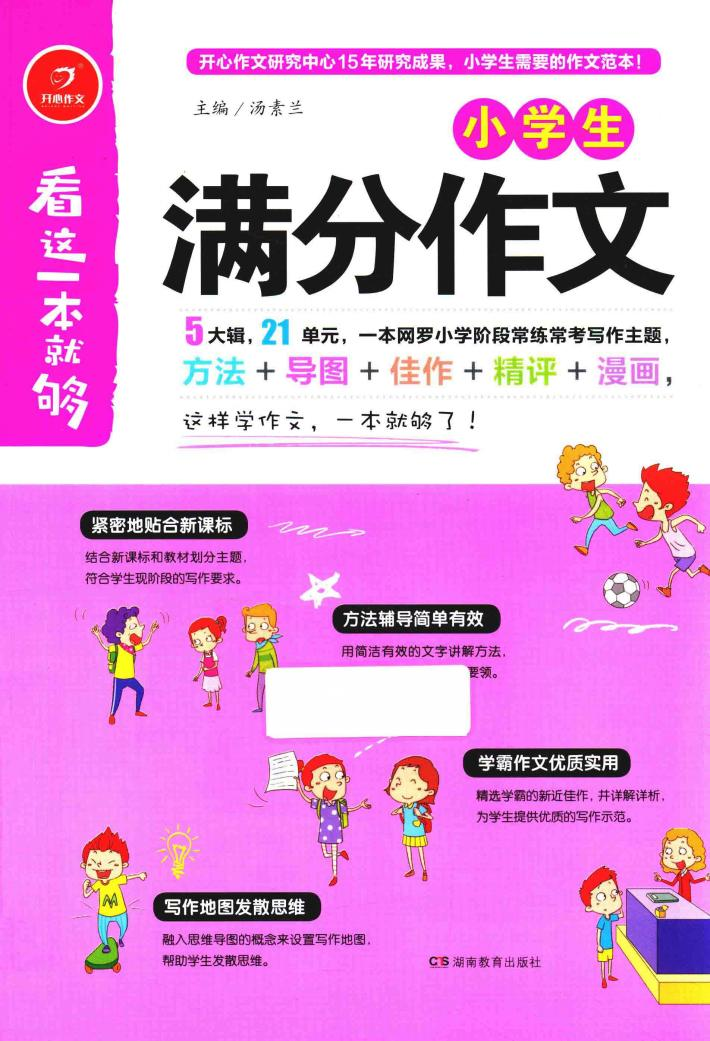 开心作文研究中心15年研究成果，小学生需要的作文范本！
开心作文
主编／汤素兰
小学生
满分作文
看这一本就够
5大辑，21单元，一本网罗小学阶段常练常考写作主题，
方法+导图+佳作+精评+漫画，
这样学作文，一本就够了！
紧密地贴合新课标
结合新课标和教材划分主题，
符合学生现阶段的写作要求。
方法辅导简单有效
用简洁有效的文字讲解方法，
要领。
学霸作文优质实用
精选学霸的新近佳作，并详解详析，
为学生提供优质的写作示范。
写作地图发散思维
融入思维导图的概念来设置写作地图，
帮助学生发散思维。
湖南教育出版社